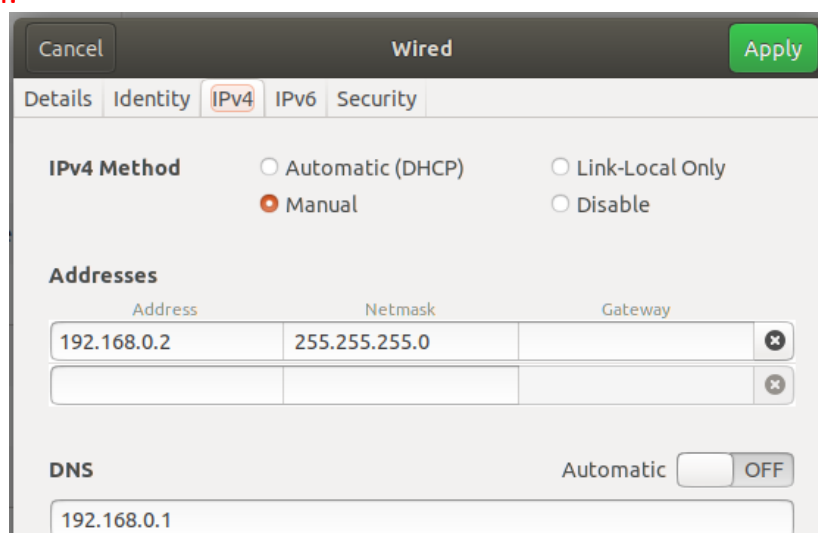 Cancel Wired Apply
Details Identity IPv4 IPv6 Security
IPv4 Method Automatic (DHCP) Link-Local Only
Manual Disable
Addresses
Address Netmask Gateway
192.168.0.2 255.255.255.0
DNS Automatic OFF
192.168.0.1